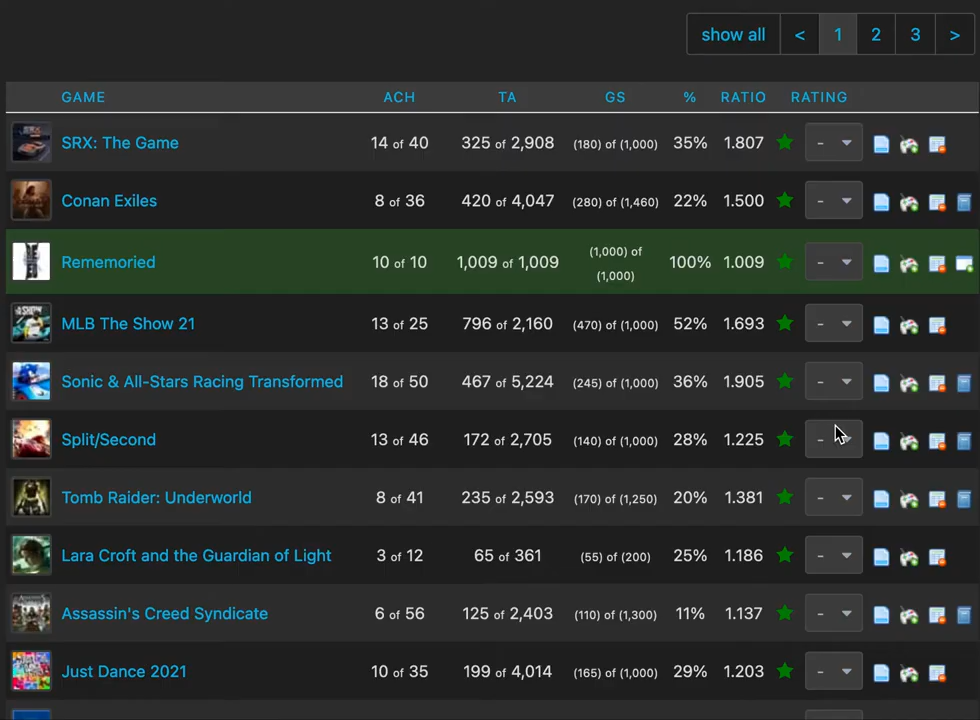 show all < 1 2 3 >
GAME ACH TA GS % RATIO RATING
SRX: The Game 14 of 40 325 of 2,908 (180) of (1,000) 35% 1.807 -
Conan Exiles 8 of 36 420 of 4,047 (280) of (1,460) 22% 1.500 -
Rememoried 10 of 10 1,009 of 1,009 (1,000) of (1,000) 100% 1.009 -
MLB The Show 21 13 of 25 796 of 2,160 (470) of (1,000) 52% 1.693 -
Sonic & All-Stars Racing Transformed 18 of 50 467 of 5,224 (245) of (1,000) 36% 1.905 -
Split/Second 13 of 46 172 of 2,705 (140) of (1,000) 28% 1.225 -
Tomb Raider: Underworld 8 of 41 235 of 2,593 (170) of (1,250) 20% 1.381 -
Lara Croft and the Guardian of Light 3 of 12 65 of 361 (55) of (200) 25% 1.186 -
Assassin's Creed Syndicate 6 of 56 125 of 2,403 (110) of (1,300) 11% 1.137 -
Just Dance 2021 10 of 35 199 of 4,014 (165) of (1,000) 29% 1.203 -